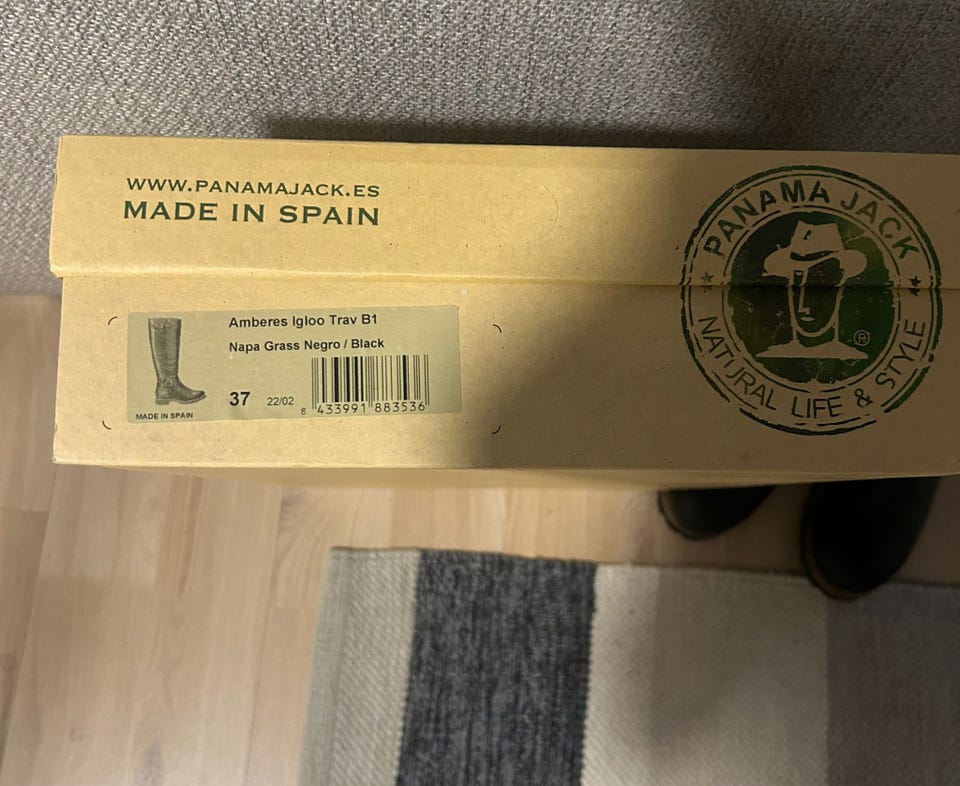 WWW.PANAMAJACK.ES
MADE IN SPAIN
PANAMA JACK
®
NATURAL LIFE & STYLE
Amberes Igloo Trav B1
Napa Grass Negro / Black
37 22/02
8 433991 883536
MADE IN SPAIN